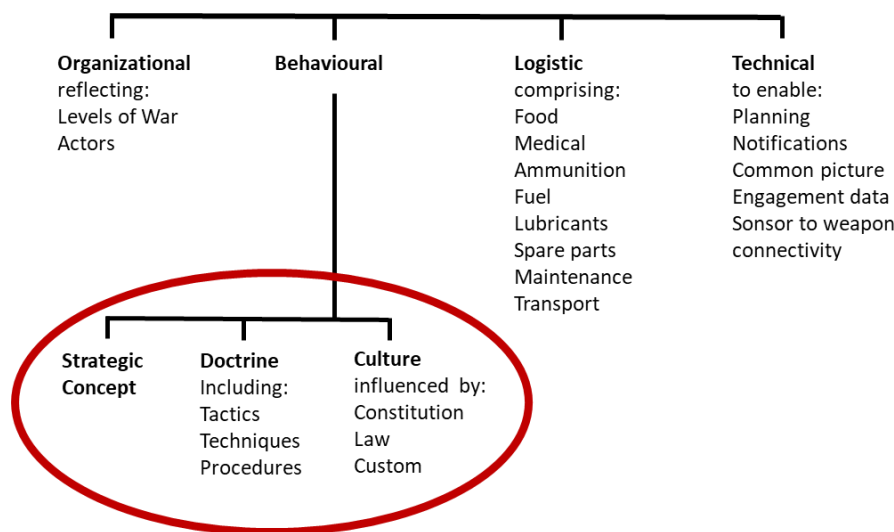 Organizational
reflecting:
Levels of War
Actors
Behavioural
Logistic
comprising:
Food
Medical
Ammunition
Fuel
Lubricants
Spare parts
Maintenance
Transport
Technical
to enable:
Planning
Notifications
Common picture
Engagement data
Sonsor to weapon
connectivity
Strategic
Concept
Doctrine
Including:
Tactics
Techniques
Procedures
Culture
influenced by:
Constitution
Law
Custom